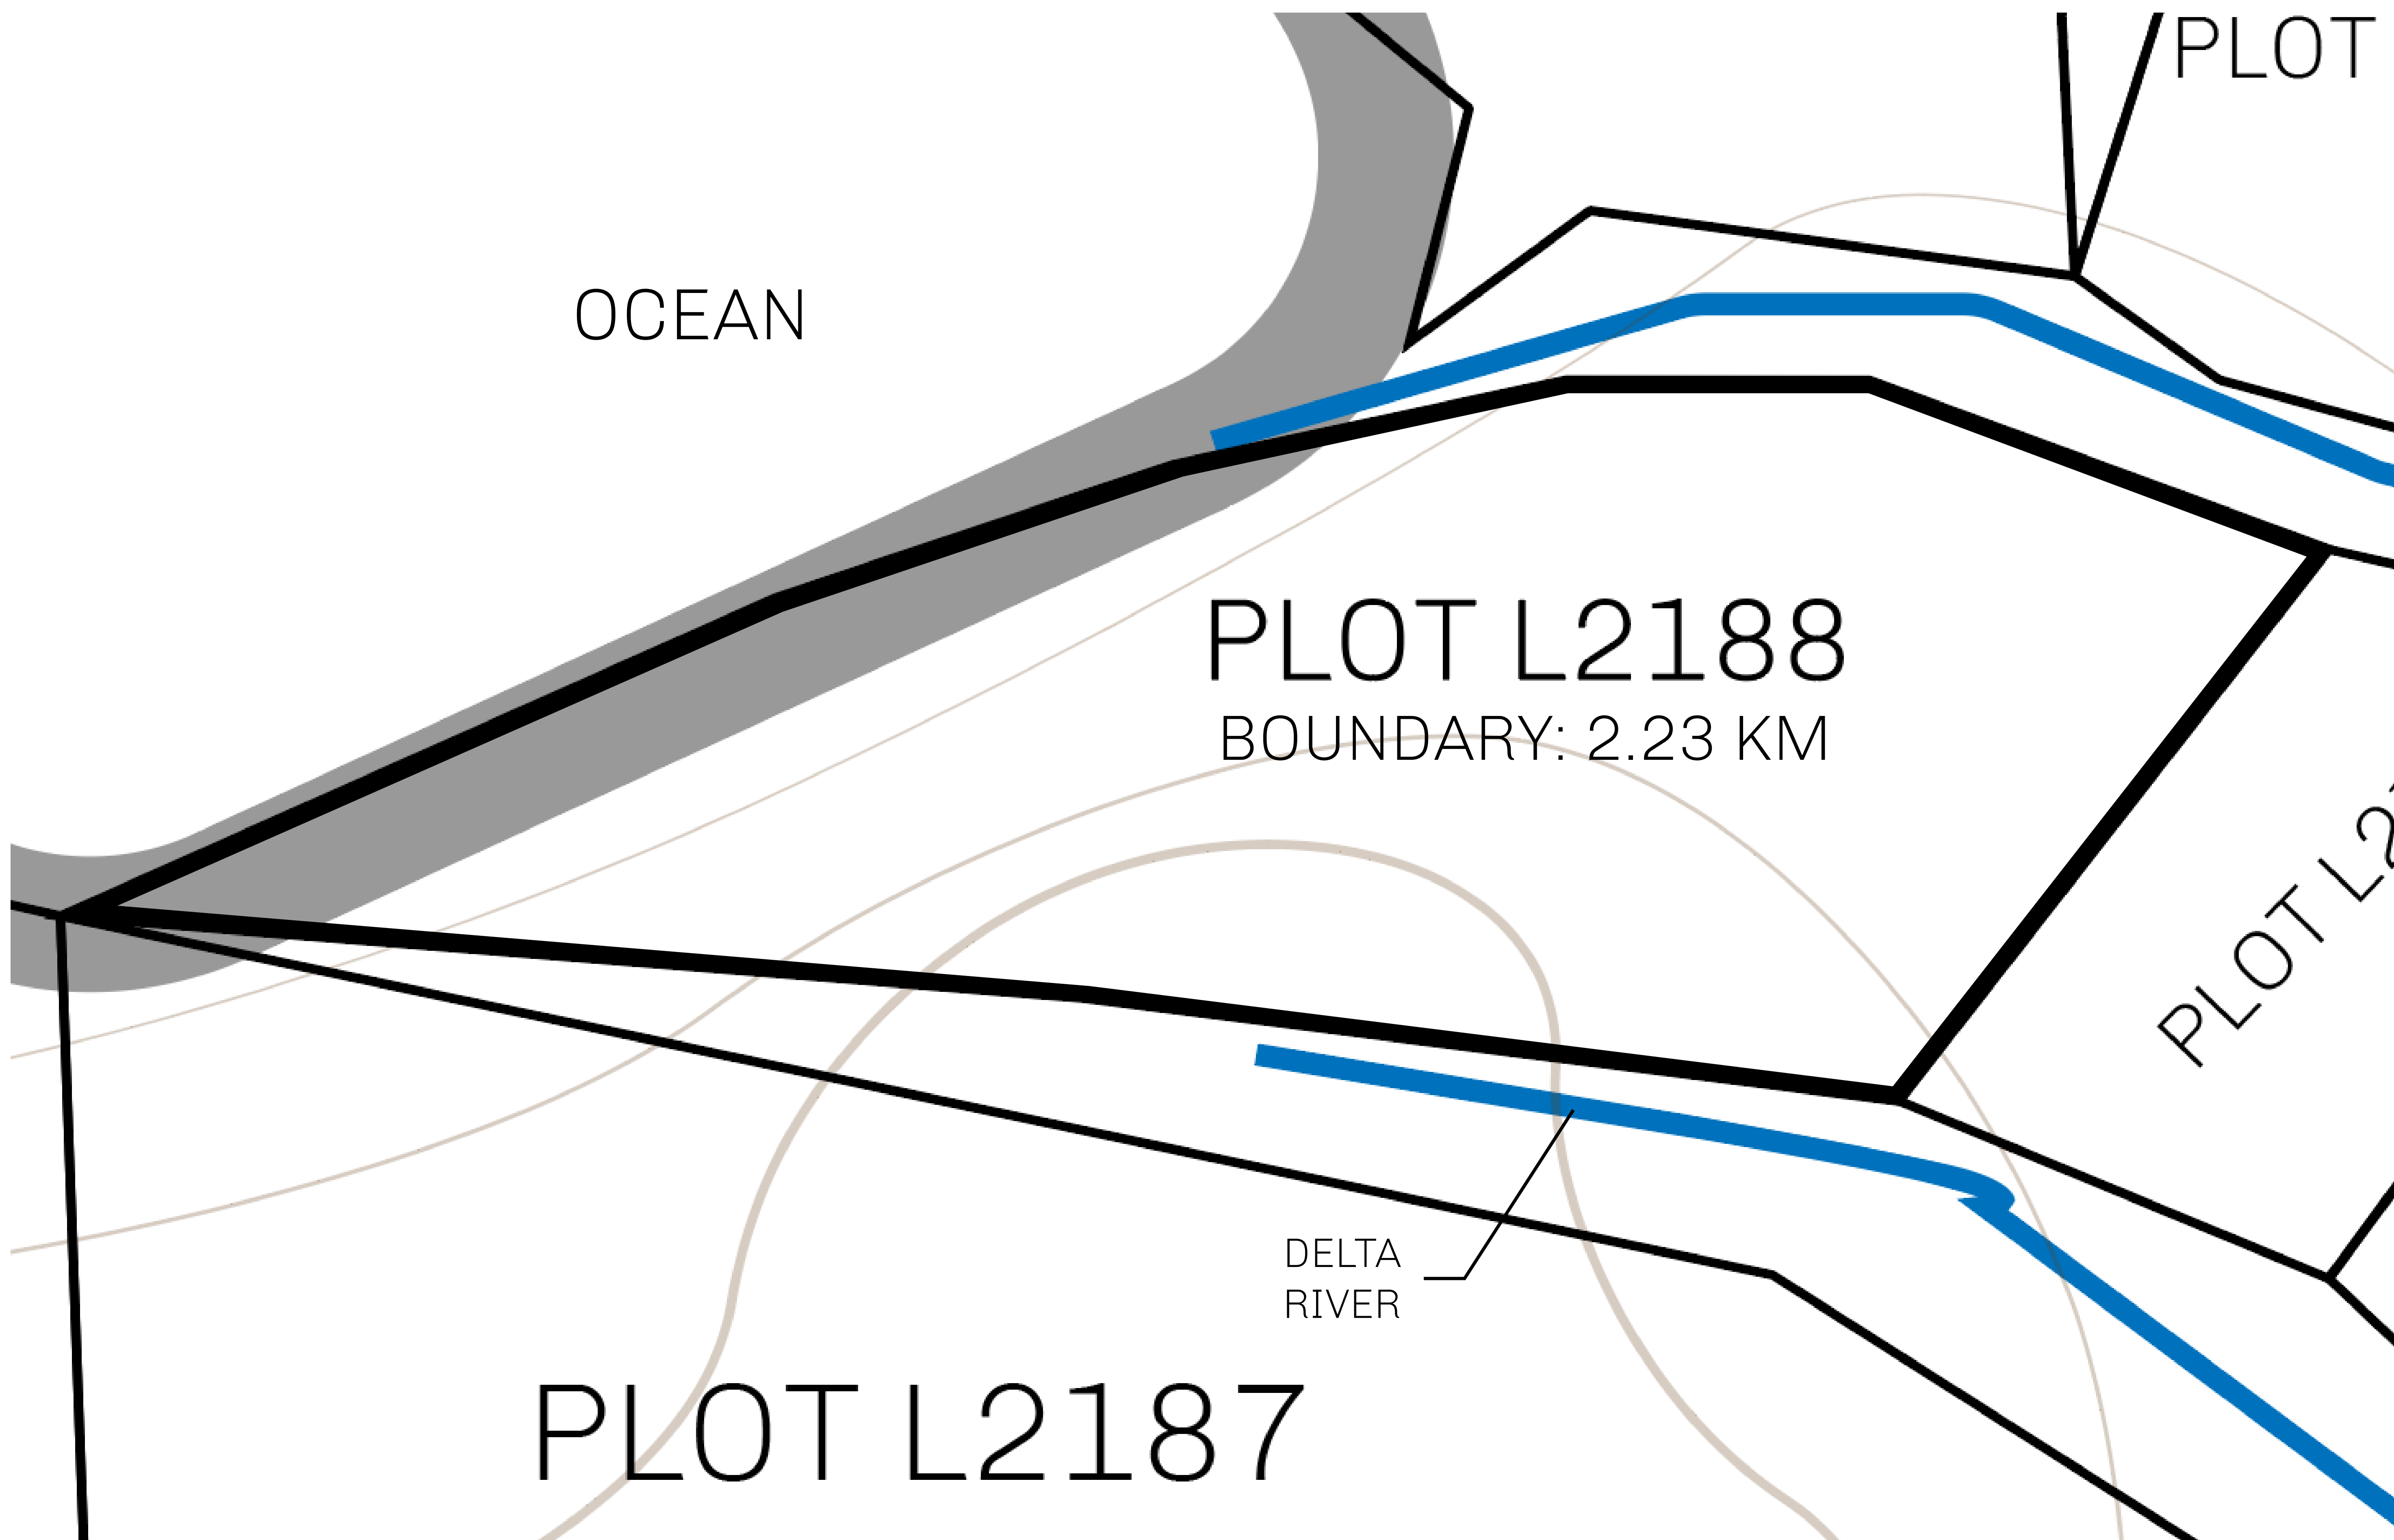 PLOT
OCEAN
PLOT L2188
BOUNDARY: 2.23 KM
PLOT
DELTA
RIVER
PLOT L2187